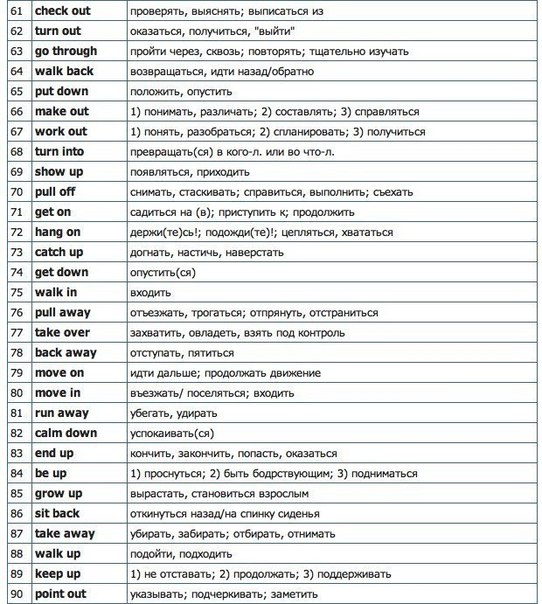 61 check out проверять, выяснять; выписаться из
62 turn out оказаться, получиться, "выйти"
63 go through пройти через, сквозь; повторять; тщательно изучать
64 walk back возвращаться, идти назад/обратно
65 put down положить, опустить
66 make out 1) понимать, различать; 2) составлять; 3) справляться
67 work out 1) понять, разобраться; 2) спланировать; 3) получиться
68 turn into превращать(ся) в кого-л. или во что-л.
69 show up появляться, приходить
70 pull off снимать, стаскивать; справиться, выполнить; съехать
71 get on садиться на (в); приступить к; продолжить
72 hang on держи(те)сь!; подожди(те)!; цепляться, хвататься
73 catch up догнать, настичь, наверстать
74 get down опустить(ся)
75 walk in входить
76 pull away отъезжать, трогаться; отпрянуть, отстраниться
77 take over захватить, овладеть, взять под контроль
78 back away отступать, пятиться
79 move on идти дальше; продолжать движение
80 move in въезжать/ поселяться; входить
81 run away убегать, удирать
82 calm down успокаивать(ся)
83 end up кончить, закончить, попасть, оказаться
84 be up 1) проснуться; 2) быть бодрствующим; 3) подниматься
85 grow up вырастать, становиться взрослым
86 sit back откинуться назад/на спинку сиденья
87 take away убирать, забирать; отбирать, отнимать
88 walk up подойти, подходить
89 keep up 1) не отставать; 2) продолжать; 3) поддерживать
90 point out указывать; подчеркивать; заметить